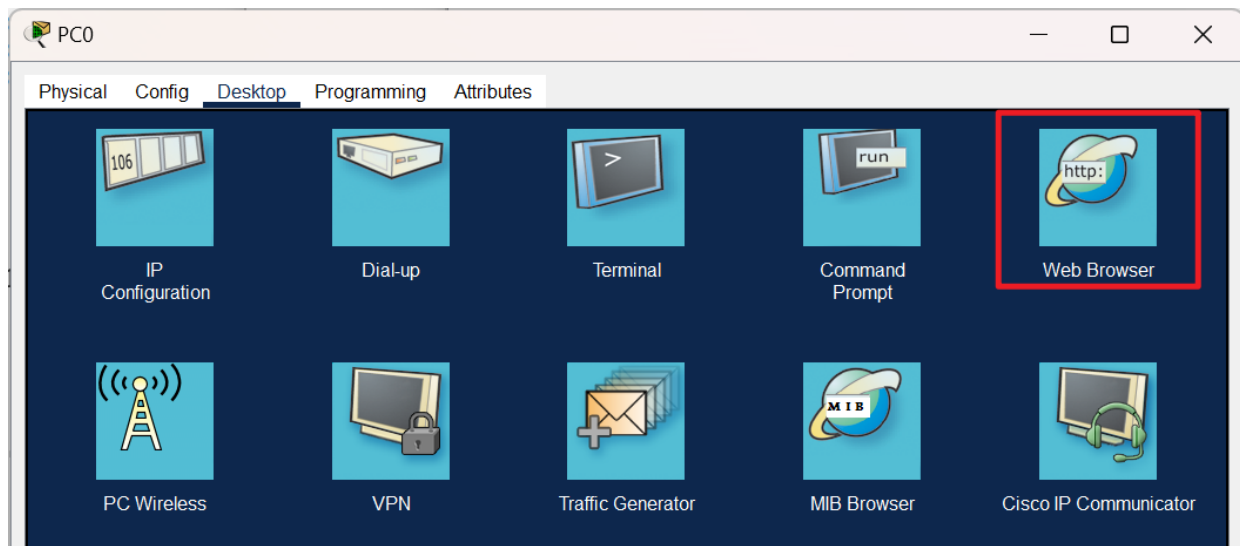 PC0
Physical Config Desktop Programming Attributes
106
>
run
http:
IP
Configuration
Dial-up
Terminal
Command
Prompt
Web Browser
MIB
PC Wireless
VPN
Traffic Generator
MIB Browser
Cisco IP Communicator